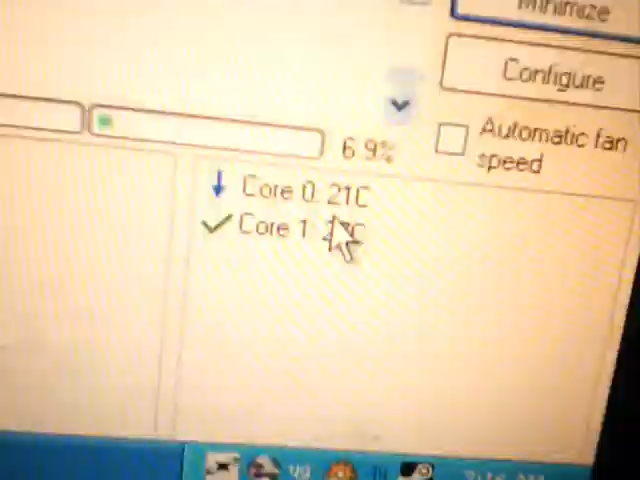 Minimize
Configure
6.9%
Automatic fan
speed
Core 0: 21C
Core 1: